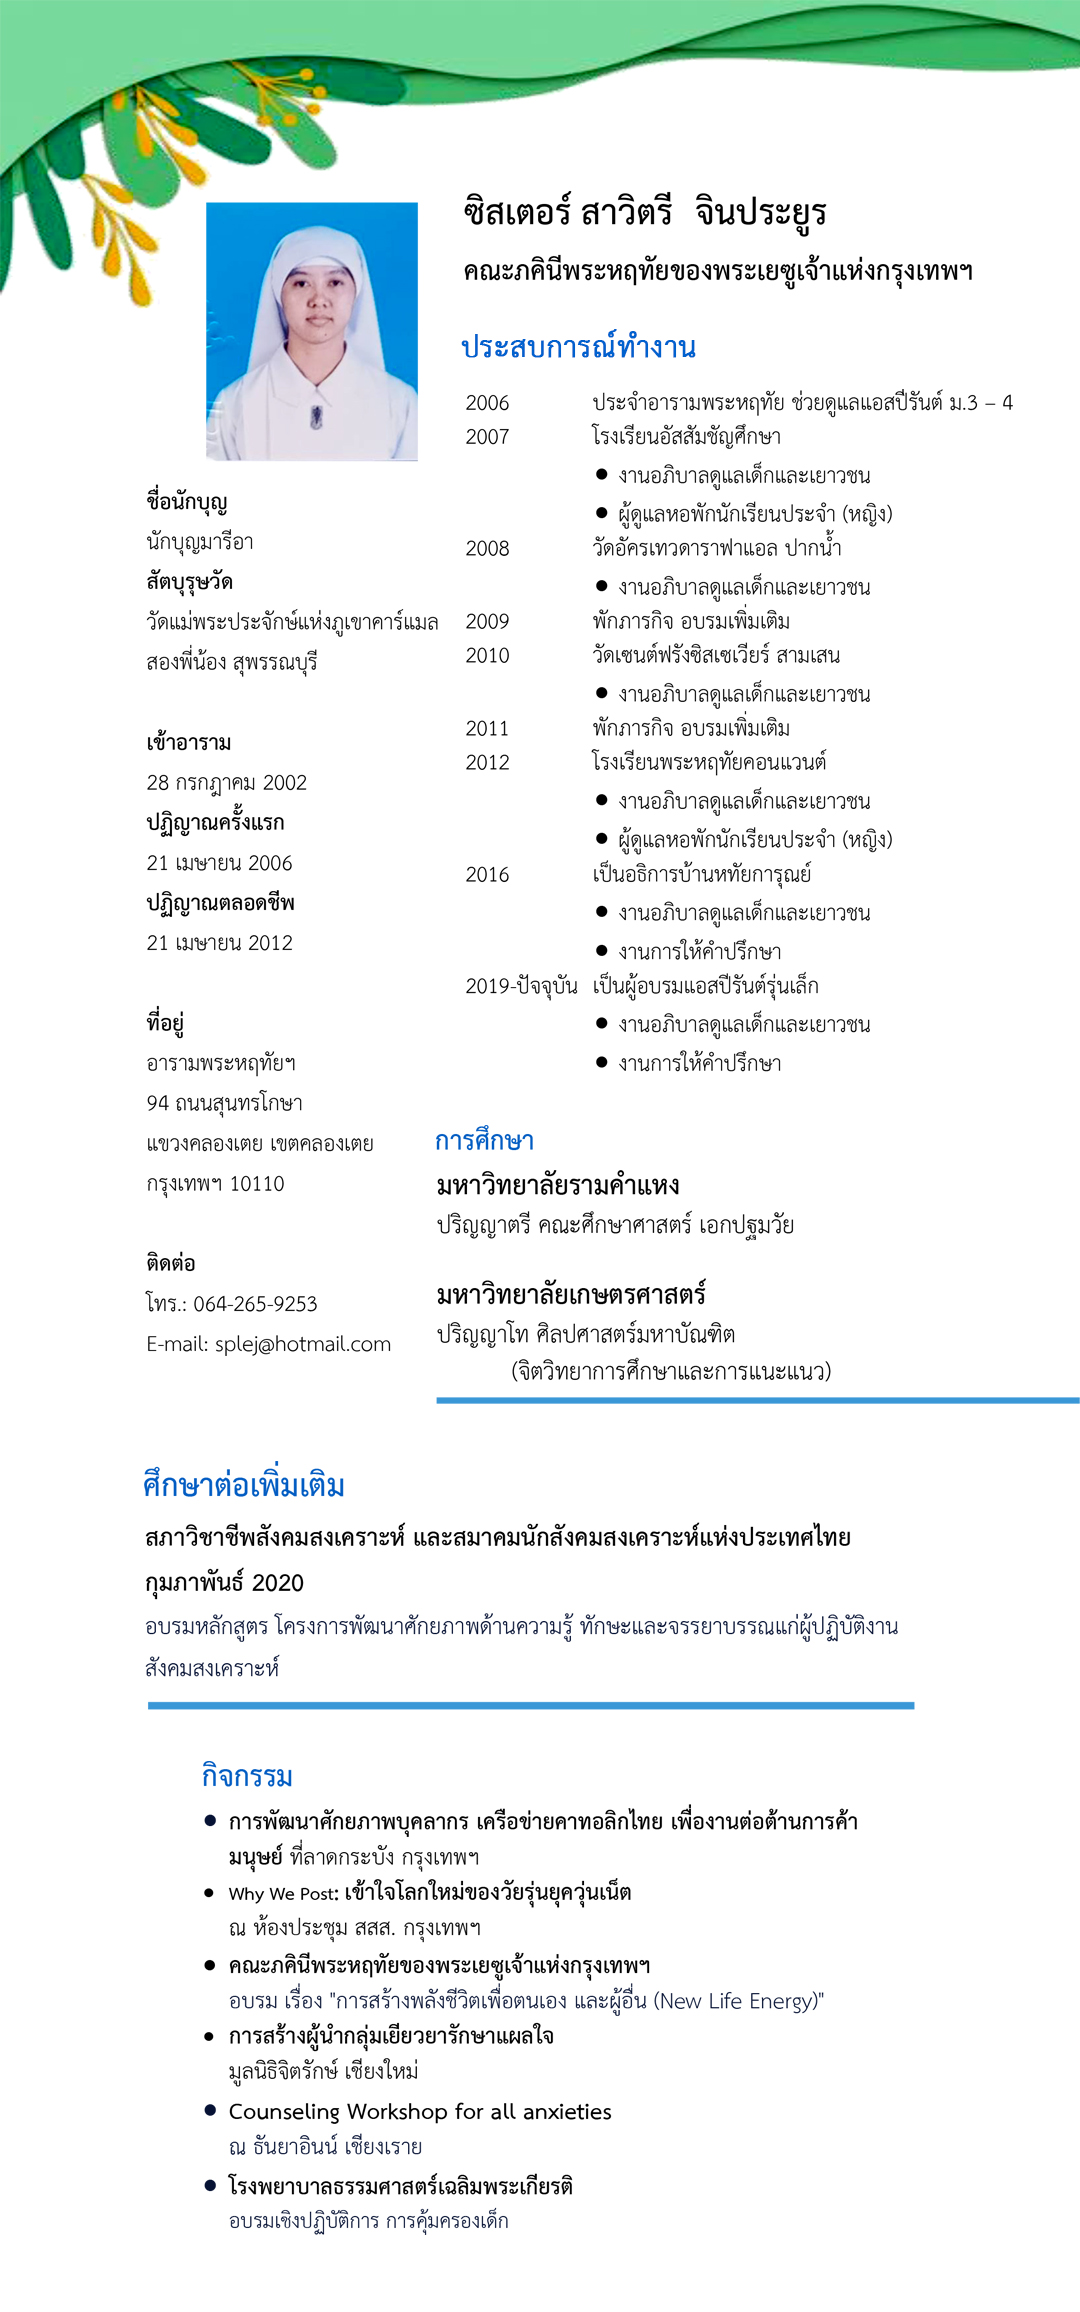 ซิสเตอร์ สาวิตรี  จินประยูร
คณะภคินีพระหฤทัยของพระเยซูเจ้าแห่งกรุงเทพฯ
ชื่อนักบุญ
นักบุญมารีอา
สัตบุรุษวัด
วัดแม่พระประจักษ์แห่งภูเขาคาร์แมล
สองพี่น้อง สุพรรณบุรี
เข้าอาราม
28 กรกฎาคม 2002
ปฏิญาณครั้งแรก
21 เมษายน 2006
ปฏิญาณตลอดชีพ
21 เมษายน 2012
ที่อยู่
อารามพระหฤทัยฯ
94 ถนนสุนทรโกษา
แขวงคลองเตย เขตคลองเตย
กรุงเทพฯ 10110
ติดต่อ
โทร.: 064-265-9253
E-mail: splej@hotmail.com
ประสบการณ์ทำงาน
2006 ประจำอารามพระหฤทัย ช่วยดูแลแอสปีรันต์ ม.3 – 4
2007 โรงเรียนอัสสัมชัญศึกษา
● งานอภิบาลดูแลเด็กและเยาวชน
● ผู้ดูแลหอพักนักเรียนประจำ (หญิง)
2008 วัดอัครเทวดาราฟาแอล ปากน้ำ
● งานอภิบาลดูแลเด็กและเยาวชน
2009 พักภารกิจ อบรมเพิ่มเติม
2010 วัดเซนต์ฟรังซิสเซเวียร์ สามเสน
● งานอภิบาลดูแลเด็กและเยาวชน
2011 พักภารกิจ อบรมเพิ่มเติม
2012 โรงเรียนพระหฤทัยคอนแวนต์
● งานอภิบาลดูแลเด็กและเยาวชน
● ผู้ดูแลหอพักนักเรียนประจำ (หญิง)
2016 เป็นอธิการบ้านหทัยการุณย์
● งานอภิบาลดูแลเด็กและเยาวชน
● งานการให้คำปรึกษา
2019-ปัจจุบัน เป็นผู้อบรมแอสปีรันต์รุ่นเล็ก
● งานอภิบาลดูแลเด็กและเยาวชน
● งานการให้คำปรึกษา
การศึกษา
มหาวิทยาลัยรามคำแหง
ปริญญาตรี คณะศึกษาศาสตร์ เอกปฐมวัย
มหาวิทยาลัยเกษตรศาสตร์
ปริญญาโท ศิลปศาสตร์มหาบัณฑิต
(จิตวิทยาการศึกษาและการแนะแนว)
ศึกษาต่อเพิ่มเติม
สภาวิชาชีพสังคมสงเคราะห์ และสมาคมนักสังคมสงเคราะห์แห่งประเทศไทย
กุมภาพันธ์ 2020
อบรมหลักสูตร โครงการพัฒนาศักยภาพด้านความรู้ ทักษะและจรรยาบรรณแก่ผู้ปฏิบัติงาน
สังคมสงเคราะห์
กิจกรรม
● การพัฒนาศักยภาพบุคลากร เครือข่ายคาทอลิกไทย เพื่องานต่อต้านการค้า
มนุษย์ ที่ลาดกระบัง กรุงเทพฯ
● Why We Post: เข้าใจโลกใหม่ของวัยรุ่นยุควุ่นเน็ต
ณ ห้องประชุม สสส. กรุงเทพฯ
● คณะภคินีพระหฤทัยของพระเยซูเจ้าแห่งกรุงเทพฯ
อบรม เรื่อง "การสร้างพลังชีวิตเพื่อตนเอง และผู้อื่น (New Life Energy)"
● การสร้างผู้นำกลุ่มเยียวยารักษาแผลใจ
มูลนิธิจิตรักษ์ เชียงใหม่
● Counseling Workshop for all anxieties
ณ ธันยาอินน์ เชียงเราย
● โรงพยาบาลธรรมศาสตร์เฉลิมพระเกียรติ
อบรมเชิงปฏิบัติการ การคุ้มครองเด็ก